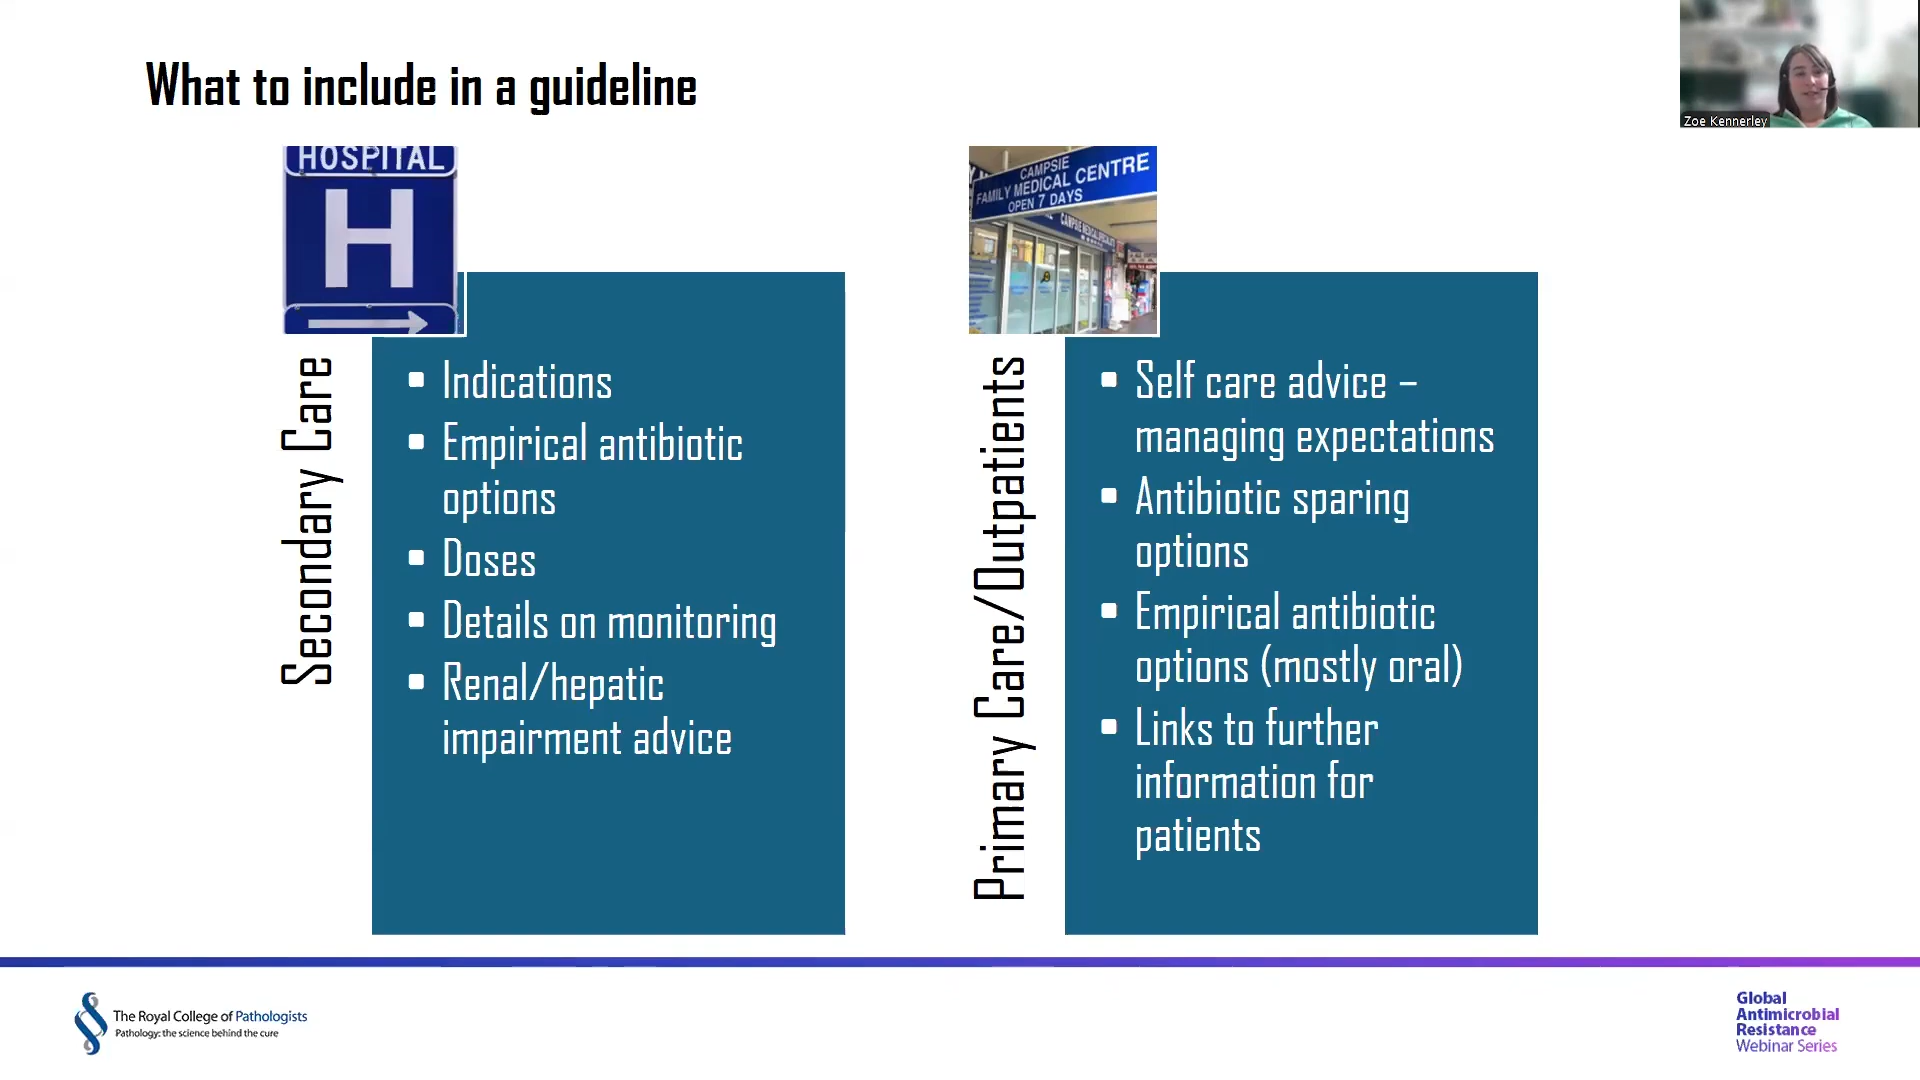 What to include in a guideline
Zoe Kennerley
HOSPITAL
H
Secondary Care
Indications
Empirical antibiotic
options
Doses
Details on monitoring
Renal/hepatic
impairment advice
CAMPSIE
FAMILY MEDICAL CENTRE
OPEN 7 DAYS
Primary Care/Outpatients
Self care advice –
managing expectations
Antibiotic sparing
options
Empirical antibiotic
options (mostly oral)
Links to further
information for
patients
The Royal College of Pathologists
Pathology: the science behind the cure
Global
Antimicrobial
Resistance
Webinar Series